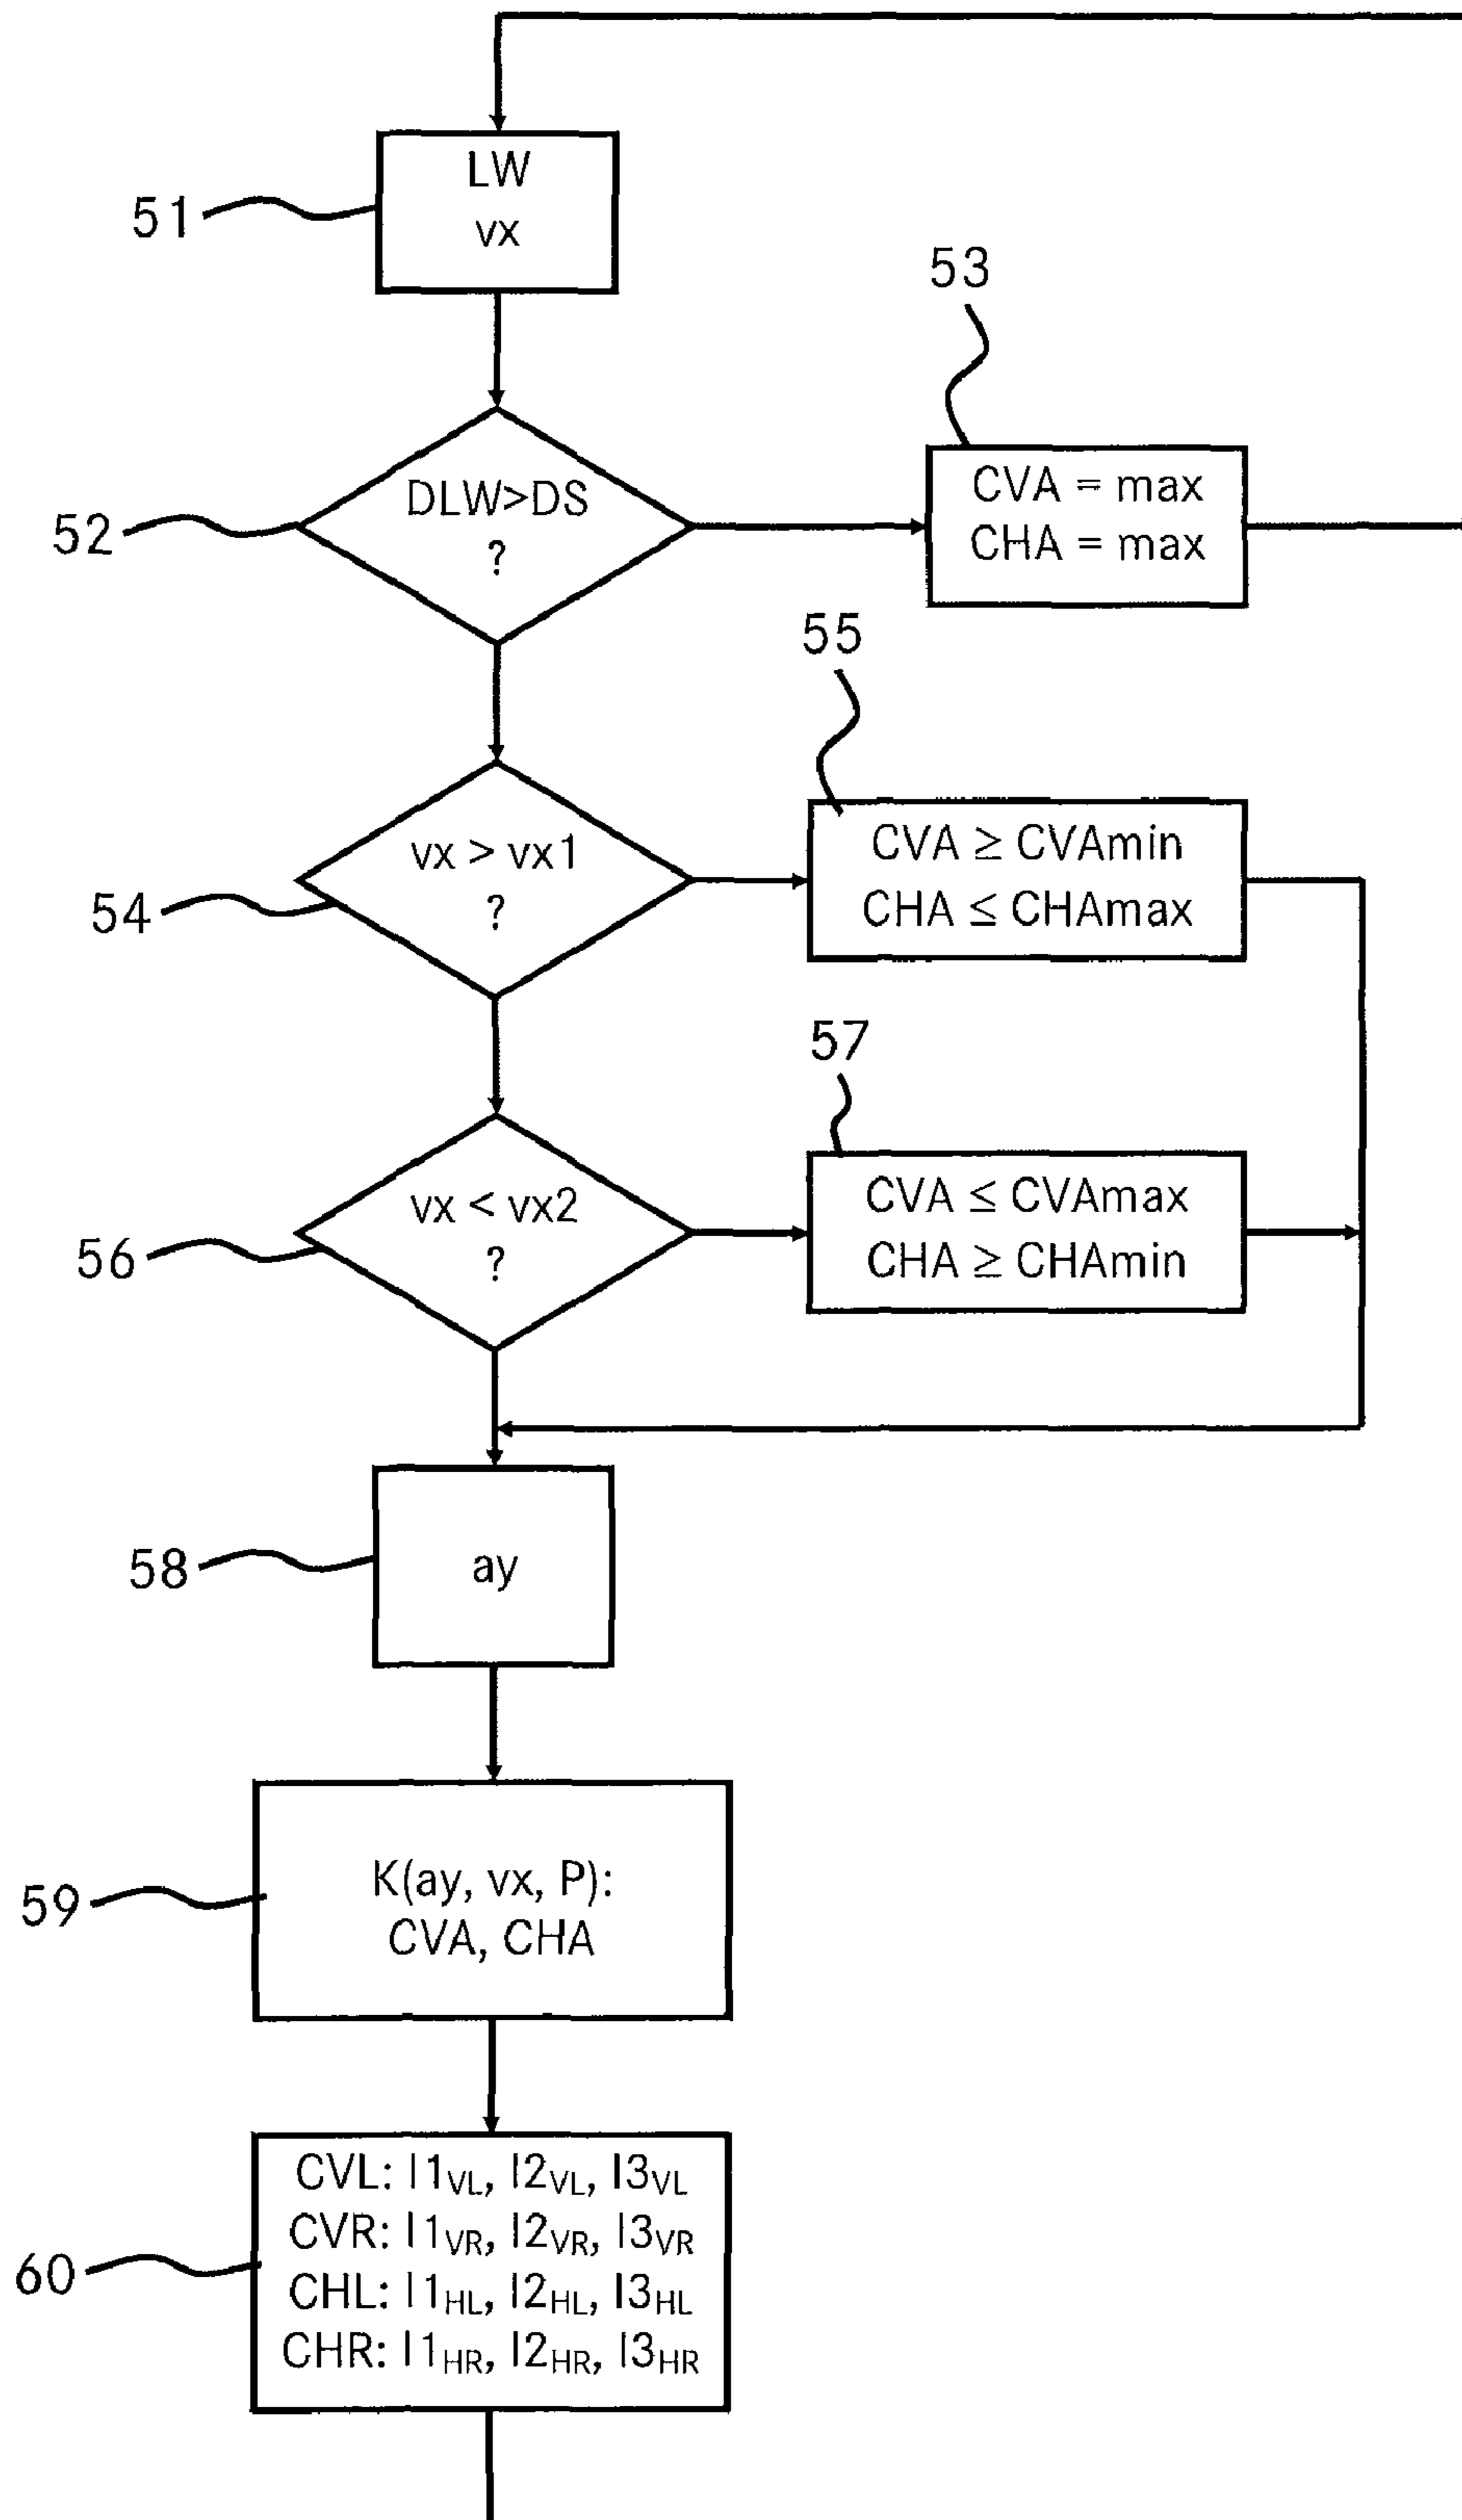 LW
vx
51
53
DLW>DS
?
52
CVA = max
CHA = max
55
vx > vx1
?
54
CVA ≥ CVAmin
CHA ≤ CHAmax
57
vx < vx2
?
56
CVA ≤ CVAmax
CHA ≥ CHAmin
ay
58
K(ay, vx, P):
CVA, CHA
59
CVL: I1VL, I2VL, I3VL
CVR: I1VR, I2VR, I3VR
CHL: I1HL, I2HL, I3HL
CHR: I1HR, I2HR, I3HR
60